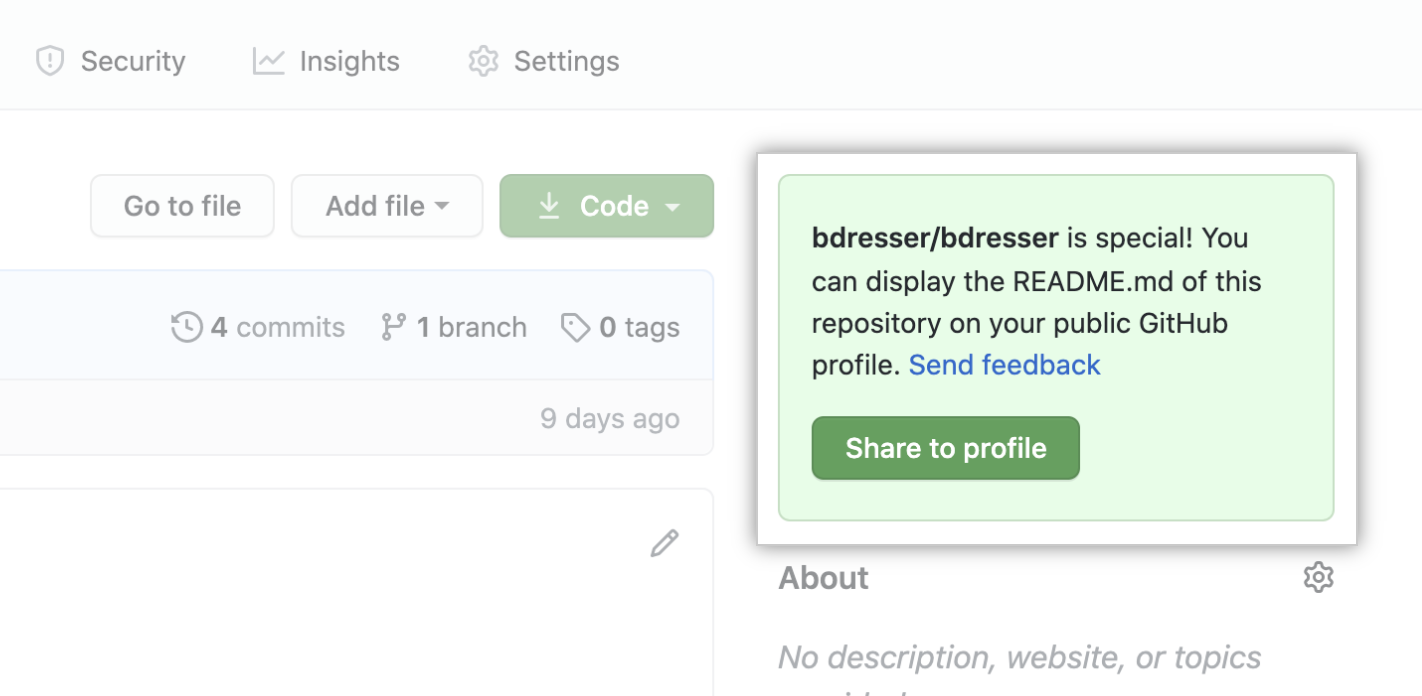 Security Insights Settings
Go to file Add file Code
bdresser/bdresser is special! You
can display the README.md of this
repository on your public GitHub
profile. Send feedback
Share to profile
4 commits 1 branch 0 tags
9 days ago
About
No description, website, or topics